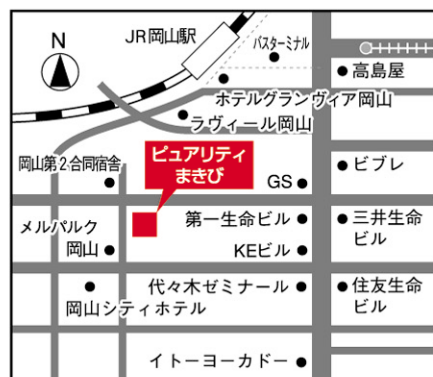 N
JR岡山駅
バスターミナル
高島屋
ホテルグランヴィア岡山
ラヴィール岡山
ピュアリティ
まきび
岡山第2合同宿舎
GS
ビブレ
メルパルク
岡山
第一生命ビル
三井生命
ビル
KEビル
代々木ゼミナール
住友生命
ビル
岡山シティホテル
イトーヨーカドー